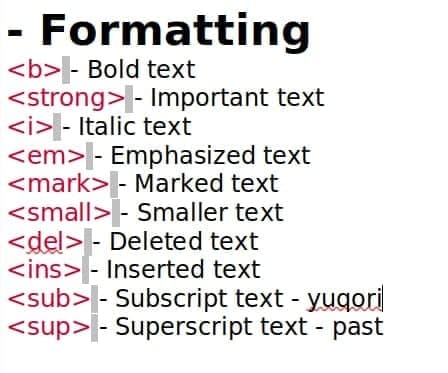 - Formatting
<b> - Bold text
<strong> - Important text
<i> - Italic text
<em> - Emphasized text
<mark> - Marked text
<small> - Smaller text
<del> - Deleted text
<ins> - Inserted text
<sub> - Subscript text - yuqori
<sup> - Superscript text - past